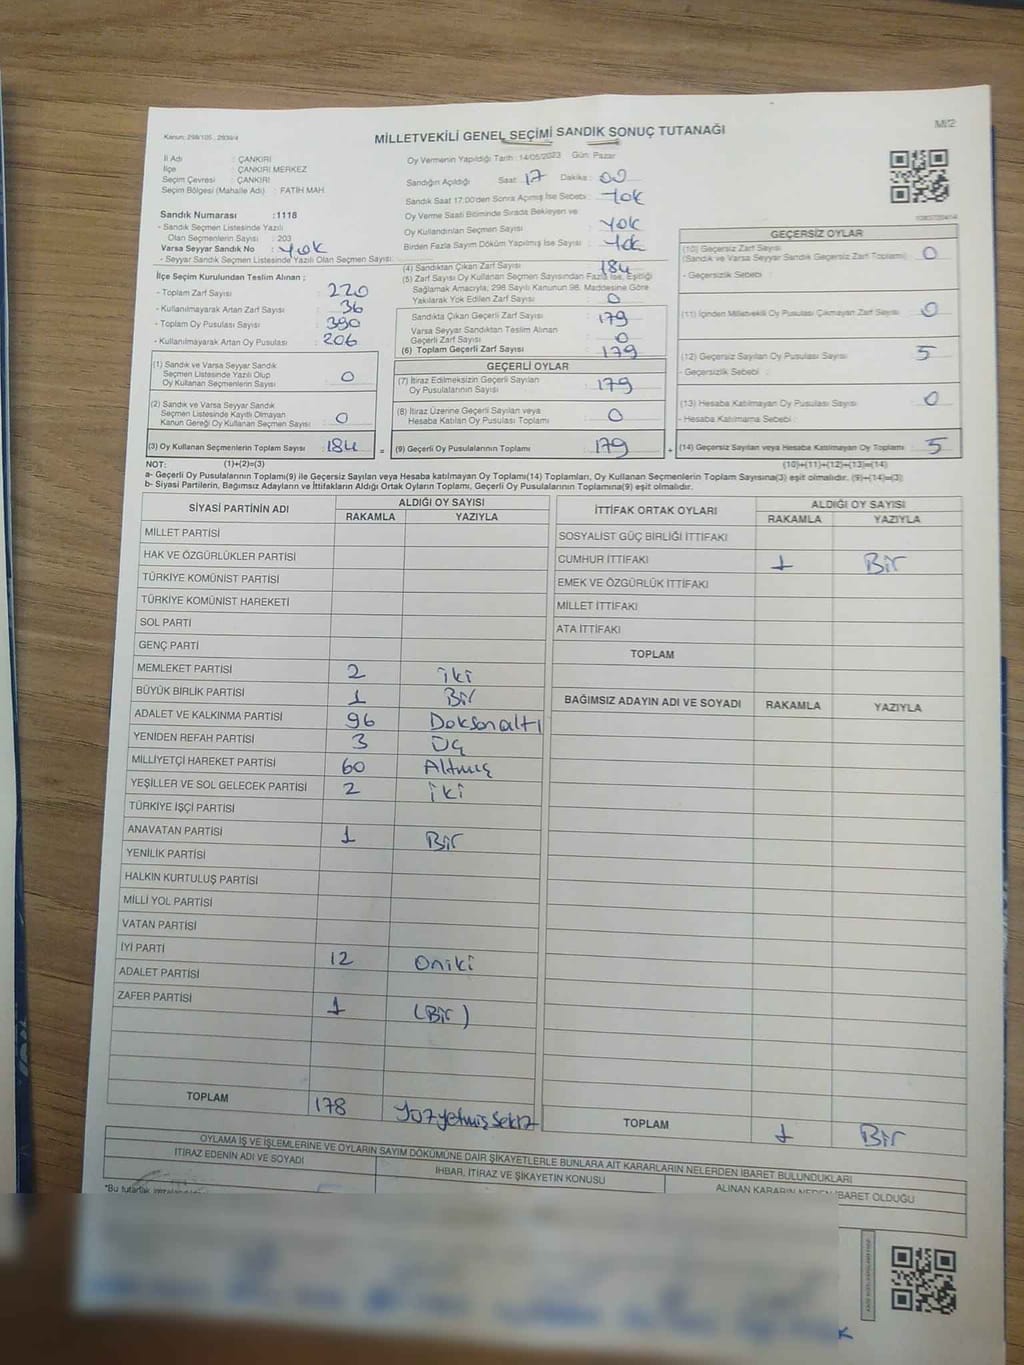 Kanun: 298/105 , 2839/4
MİLLETVEKİLİ GENEL SEÇİMİ SANDIK SONUÇ TUTANAĞI
M/2
İl Adı : ÇANKIRI
İlçe : ÇANKIRI MERKEZ
Seçim Çevresi : ÇANKIRI
Seçim Bölgesi (Mahalle Adı) : FATİH MAH
Sandık Numarası :1118
- Sandık Seçmen Listesinde Yazılı
Olan Seçmenlerin Sayısı : 203
Varsa Seyyar Sandık No : Yok
- Seyyar Sandık Seçmen Listesinde Yazılı Olan Seçmen Sayısı:
Oy Vermenin Yapıldığı Tarih : 14/05/2023 Gün: Pazar
Sandığın Açıldığı Saat: 17 Dakika: 00
Sandık Saat 17.00'den Sonra Açımış İse Sebebi : Yok
Oy Verme Saati Bitiminde Sırada Bekleyen ve
Oy Kullandırılan Seçmen Sayısı : Yok
Birden Fazla Sayım Döküm Yapılmış İse Sayısı : Yok
İlçe Seçim Kurulundan Teslim Alınan ;
- Toplam Zarf Sayısı : 220
- Kullanılmayarak Artan Zarf Sayısı : 36
- Toplam Oy Pusulası Sayısı : 390
- Kullanılmayarak Artan Oy Pusulası : 206
(1) Sandık ve Varsa Seyyar Sandık
Seçmen Listesinde Yazılı Olup
Oy Kullanan Seçmenlerin Sayısı : 0
(2) Sandık ve Varsa Seyyar Sandık
Seçmen Listesinde Kayıtlı Olmayan
Kanun Gereği Oy Kullanan Seçmen Sayısı : 0
(3) Oy Kullanan Seçmenlerin Toplam Sayısı : 184 =
(4) Sandıktan Çıkan Zarf Sayısı : 184
(5) Zarf Sayısı Oy Kullanan Seçmen Sayısından Fazla İse, Eşitliği
Sağlamak Amacıyla; 298 Sayılı Kanunun 98. Maddesine Göre
Yakılarak Yok Edilen Zarf Sayısı : 0
Sandıkta Çıkan Geçerli Zarf Sayısı : 179
Varsa Seyyar Sandıktan Teslim Alınan
Geçerli Zarf Sayısı : 0
(6) Toplam Geçerli Zarf Sayısı : 179
GEÇERLİ OYLAR
(7) İtiraz Edilmeksizin Geçerli Sayılan
Oy Pusulalarının Sayısı : 179
(8) İtiraz Üzerine Geçerli Sayılan veya
Hesaba Katılan Oy Pusulası Toplamı : 0
(9) Geçerli Oy Pusulalarının Toplamı : 179 +
GEÇERSİZ OYLAR
(10) Geçersiz Zarf Sayısı
(Sandık ve Varsa Seyyar Sandık Geçersiz Zarf Toplamı) : 0
- Geçersizlik Sebebi :
(11) İçinden Milletvekili Oy Pusulası Çıkmayan Zarf Sayısı : 0
(12) Geçersiz Sayılan Oy Pusulası Sayısı : 5
- Geçersizlik Sebebi :
(13) Hesaba Katılmayan Oy Pusulası Sayısı : 0
- Hesaba Katılmama Sebebi :
(14) Geçersiz Sayılan veya Hesaba Katılmayan Oy Toplamı : 5
NOT: (1)+(2)=(3) (10)+(11)+(12)+(13)=(14)
a- Geçerli Oy Pusulalarının Toplamı(9) ile Geçersiz Sayılan veya Hesaba katılmayan Oy Toplamı(14) Toplamları, Oy Kullanan Seçmenlerin Toplam Sayısına(3) eşit olmalıdır. (9)+(14)=(3)
b- Siyasi Partilerin, Bağımsız Adayların ve İttifakların Aldığı Ortak Oyların Toplamı, Geçerli Oy Pusulalarının Toplamına(9) eşit olmalıdır.
SİYASİ PARTİNİN ADI ALDIĞI OY SAYISI
RAKAMLA YAZIYLA
MİLLET PARTİSİ
HAK VE ÖZGÜRLÜKLER PARTİSİ
TÜRKİYE KOMÜNİST PARTİSİ
TÜRKİYE KOMÜNİST HAREKETİ
SOL PARTİ
GENÇ PARTİ
MEMLEKET PARTİSİ 2 iki
BÜYÜK BİRLİK PARTİSİ 1 Bir
ADALET VE KALKINMA PARTİSİ 96 Doksanaltı
YENİDEN REFAH PARTİSİ 3 Üç
MİLLİYETÇİ HAREKET PARTİSİ 60 Altmış
YEŞİLLER VE SOL GELECEK PARTİSİ 2 iki
TÜRKİYE İŞÇİ PARTİSİ
ANAVATAN PARTİSİ 1 Bir
YENİLİK PARTİSİ
HALKIN KURTULUŞ PARTİSİ
MİLLİ YOL PARTİSİ
VATAN PARTİSİ
İYİ PARTİ 12 oniki
ADALET PARTİSİ
ZAFER PARTİSİ 1 (Bir)
TOPLAM 178 Yüzyetmişsekiz
İTTİFAK ORTAK OYLARI ALDIĞI OY SAYISI
RAKAMLA YAZIYLA
SOSYALİST GÜÇ BİRLİĞİ İTTİFAKI
CUMHUR İTTİFAKI 1 Bir
EMEK VE ÖZGÜRLÜK İTTİFAKI
MİLLET İTTİFAKI
ATA İTTİFAKI
TOPLAM
BAĞIMSIZ ADAYIN ADI VE SOYADI RAKAMLA YAZIYLA
TOPLAM 1 Bir
OYLAMA İŞ VE İŞLEMLERİNE VE OYLARIN SAYIM DÖKÜMÜNE DAİR ŞİKAYETLERLE BUNLARA AİT KARARLARIN NELERDEN İBARET BULUNDUKLARI
İTİRAZ EDENİN ADI VE SOYADI İHBAR, İTİRAZ VE ŞİKAYETİN KONUSU ALINAN KARARIN NEDEN İBARET OLDUĞU
"Bu tutanak